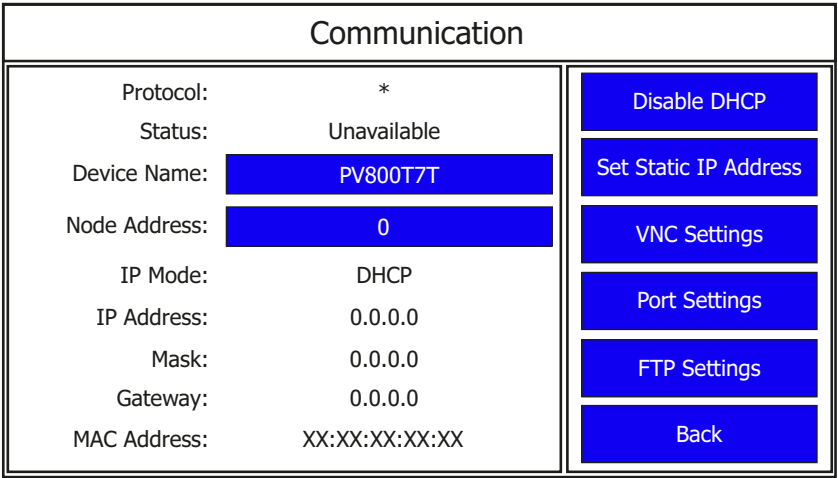 Communication
Protocol: *
Status: Unavailable
Device Name: PV800T7T
Node Address: 0
IP Mode: DHCP
IP Address: 0.0.0.0
Mask: 0.0.0.0
Gateway: 0.0.0.0
MAC Address: XX:XX:XX:XX:XX
Disable DHCP
Set Static IP Address
VNC Settings
Port Settings
FTP Settings
Back